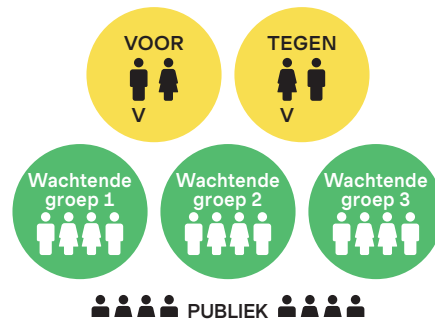 VOOR
TEGEN
V
V
Wachtende
groep 1
Wachtende
groep 2
Wachtende
groep 3
PUBLIEK